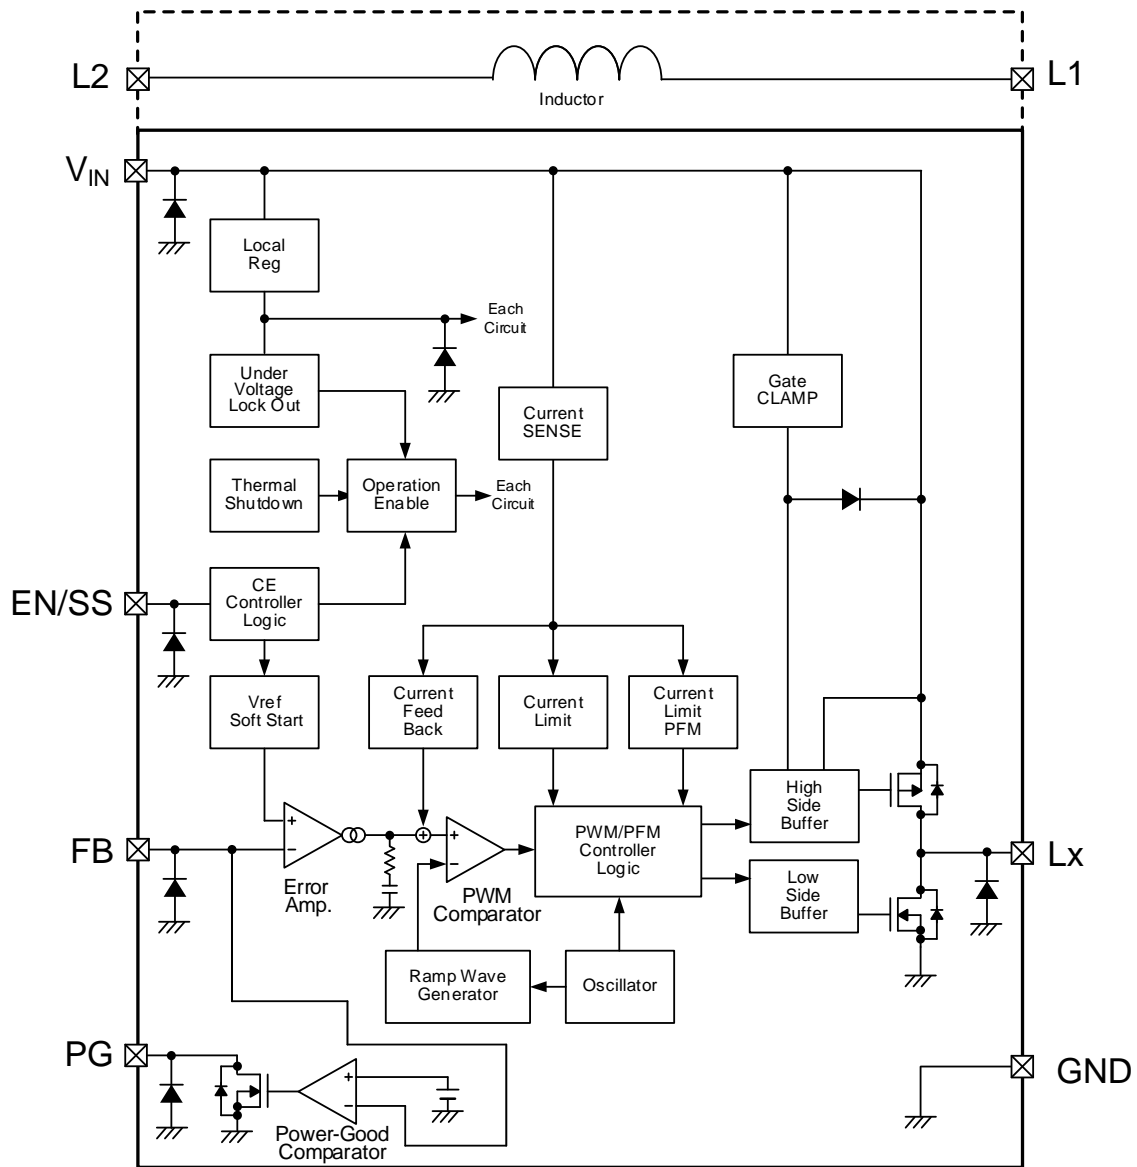 L2
L1
Inductor
VIN
Local
Reg
Each
Circuit
Under
Voltage
Lock Out
Gate
CLAMP
Current
SENSE
Thermal
Shutdown
Operation
Enable
Each
Circuit
EN/SS
CE
Controller
Logic
Vref
Soft Start
Current
Feed
Back
Current
Limit
Current
Limit
PFM
High
Side
Buffer
+
−
+
+
−
PWM/PFM
Controller
Logic
FB
Lx
Error
Amp.
PWM
Comparator
Low
Side
Buffer
Ramp Wave
Generator
Oscillator
PG
GND
+
−
Power-Good
Comparator